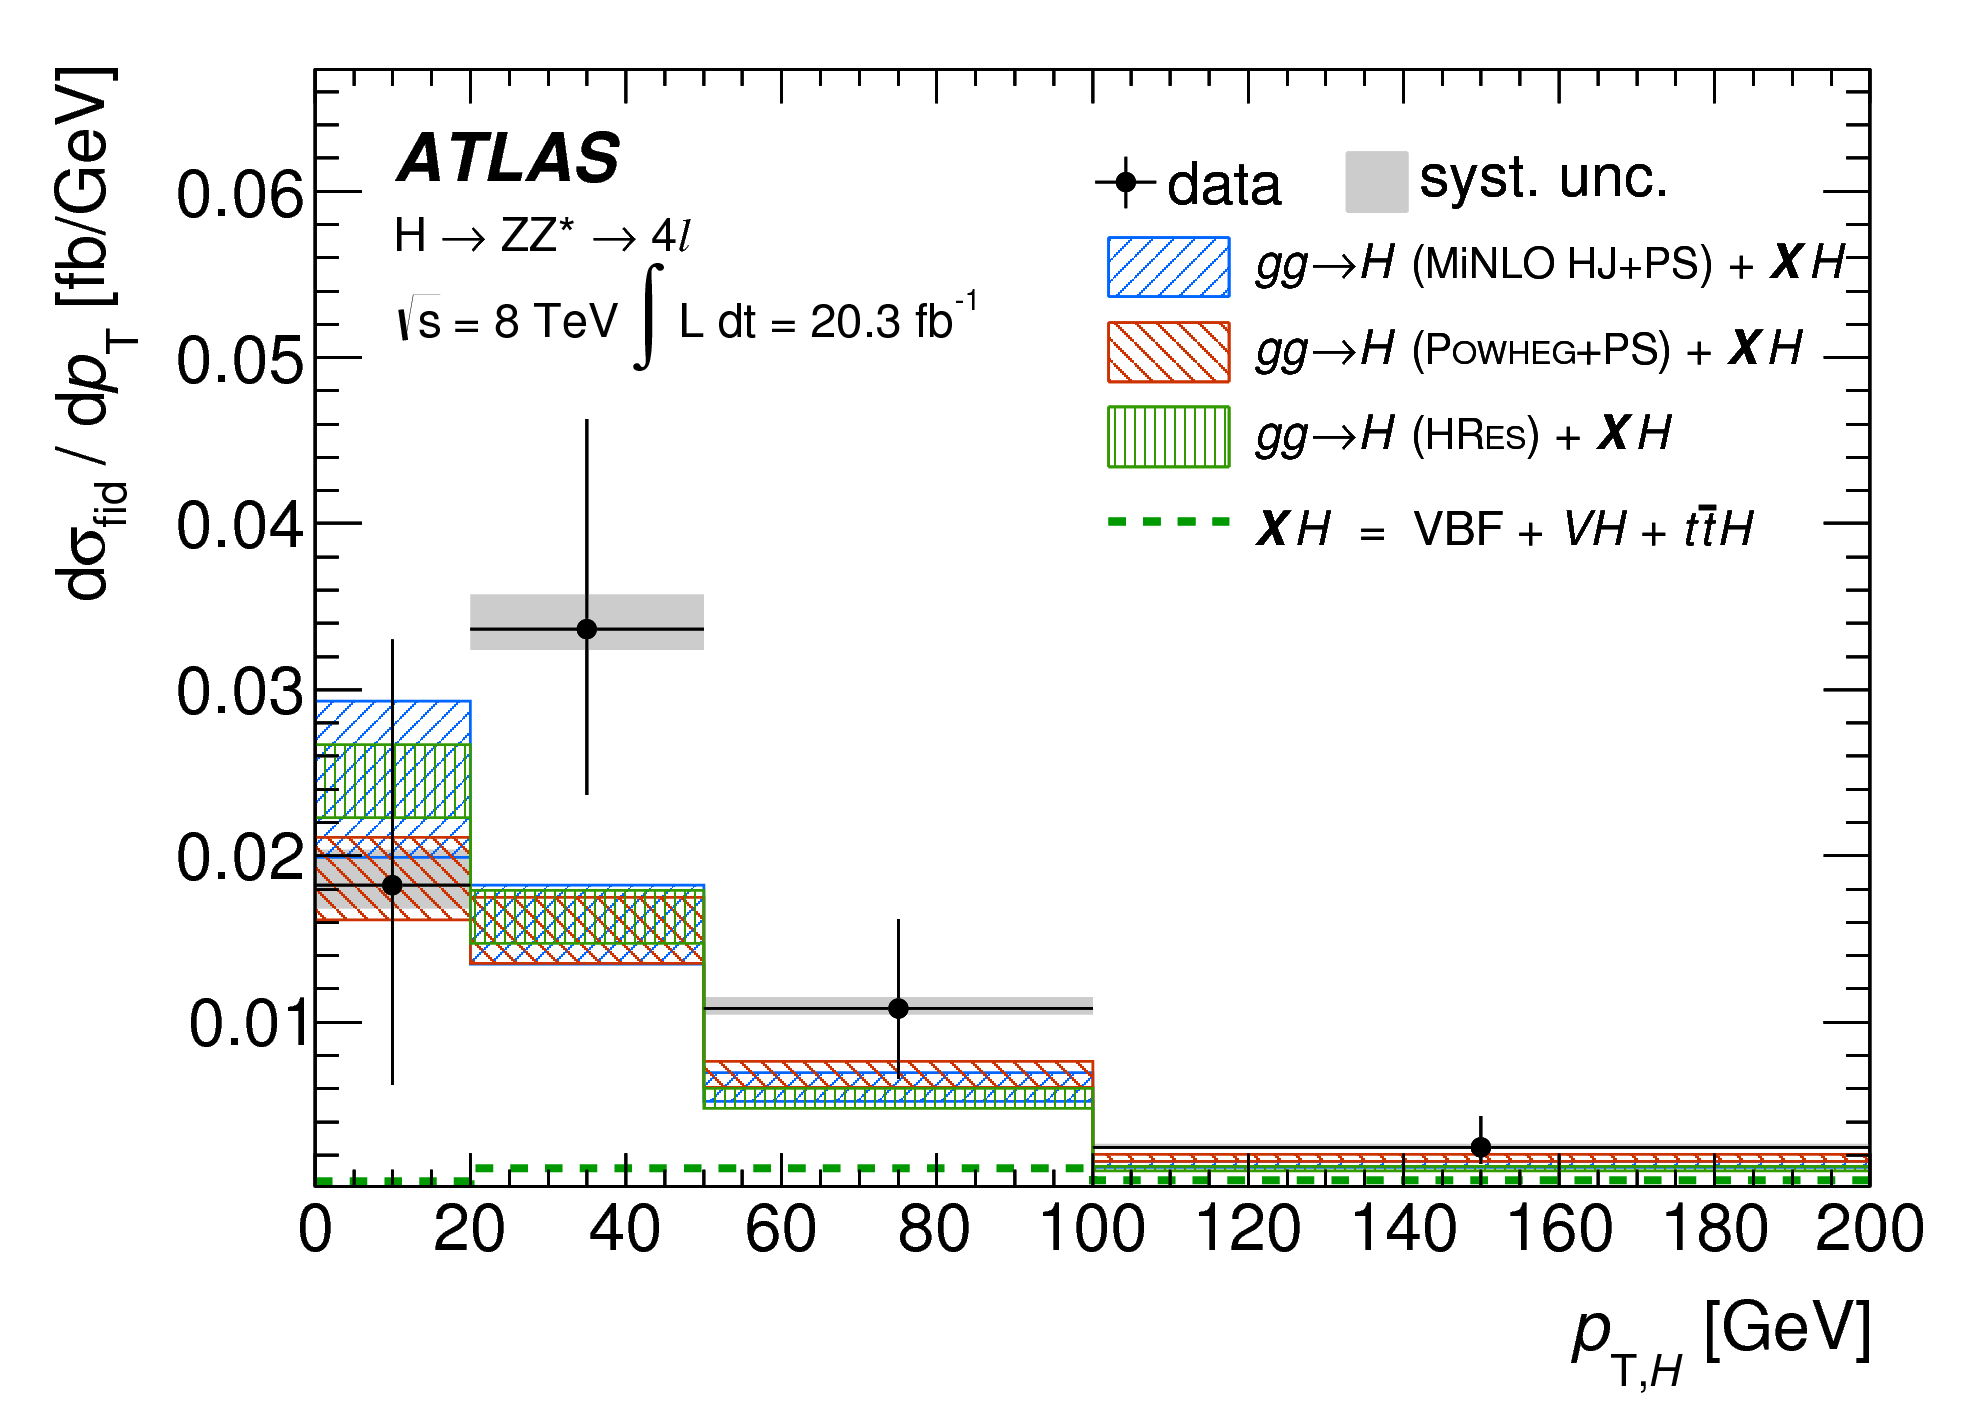 dσfid / dpT [fb/GeV]
ATLAS
H → ZZ* → 4l
√s = 8 TeV ∫ L dt = 20.3 fb-1
data
syst. unc.
gg→H (MiNLO HJ+PS) + XH
gg→H (POWHEG+PS) + XH
gg→H (HRES) + XH
XH = VBF + VH + tt̄H
0.06
0.05
0.04
0.03
0.02
0.01
0 20 40 60 80 100 120 140 160 180 200
pT,H [GeV]